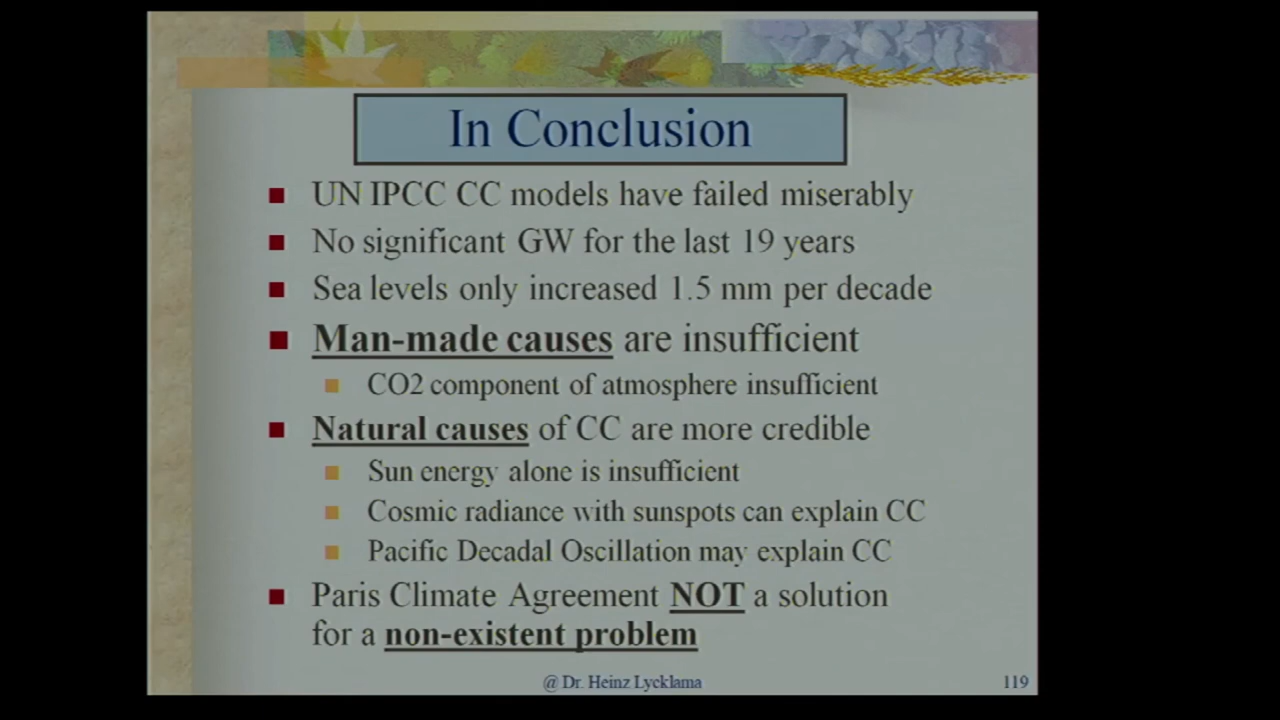 In Conclusion
UN IPCC CC models have failed miserably
No significant GW for the last 19 years
Sea levels only increased 1.5 mm per decade
Man-made causes are insufficient
CO2 component of atmosphere insufficient
Natural causes of CC are more credible
Sun energy alone is insufficient
Cosmic radiance with sunspots can explain CC
Pacific Decadal Oscillation may explain CC
Paris Climate Agreement NOT a solution
for a non-existent problem
@ Dr. Heinz Lycklama
119